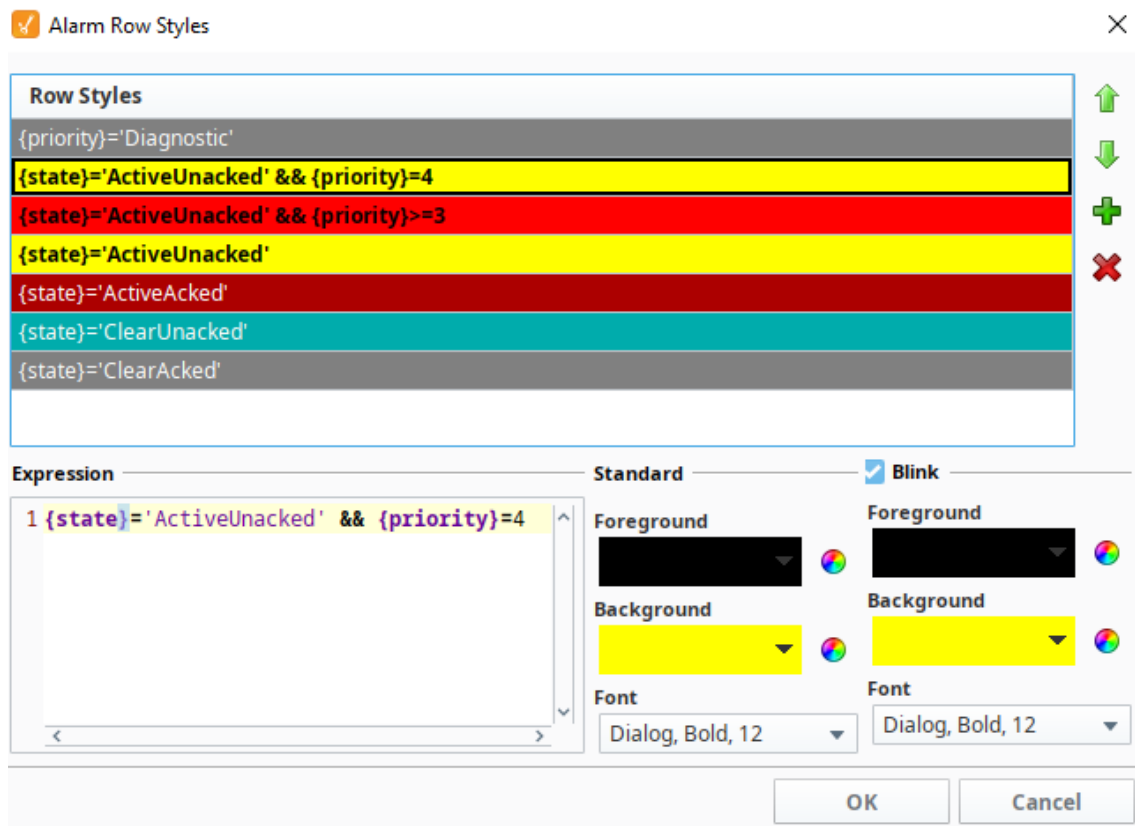 Alarm Row Styles
Row Styles
{priority}='Diagnostic'
{state}='ActiveUnacked' && {priority}=4
{state}='ActiveUnacked' && {priority}>=3
{state}='ActiveUnacked'
{state}='ActiveAcked'
{state}='ClearUnacked'
{state}='ClearAcked'
Expression
1 {state}='ActiveUnacked' && {priority}=4
Standard
Foreground
Background
Font
Dialog, Bold, 12
Blink
Foreground
Background
Font
Dialog, Bold, 12
OK
Cancel